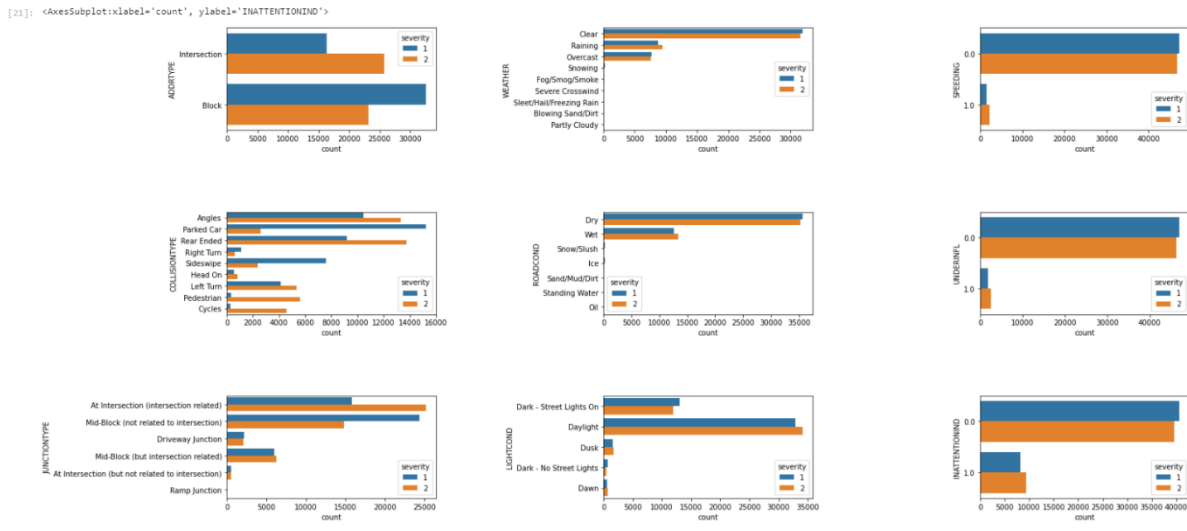 [21]: <AxesSubplot:xlabel='count', ylabel='INATTENTIONIND'>
ADDRTYPE
Intersection
Block
severity
1
2
0 5000 10000 15000 20000 25000 30000
count
WEATHER
Clear
Raining
Overcast
Snowing
Fog/Smog/Smoke
Severe Crosswind
Sleet/Hail/Freezing Rain
Blowing Sand/Dirt
Partly Cloudy
severity
1
2
0 5000 10000 15000 20000 25000 30000
count
SPEEDING
0.0
1.0
severity
1
2
0 10000 20000 30000 40000
count
COLLISIONTYPE
Angles
Parked Car
Rear Ended
Right Turn
Sideswipe
Head On
Left Turn
Pedestrian
Cycles
severity
1
2
0 2000 4000 6000 8000 10000 12000 14000 16000
count
ROADCOND
Dry
Wet
Snow/Slush
Ice
Sand/Mud/Dirt
Standing Water
Oil
severity
1
2
0 5000 10000 15000 20000 25000 30000 35000
count
UNDERINFL
0.0
1.0
severity
1
2
0 10000 20000 30000 40000
count
JUNCTIONTYPE
At Intersection (intersection related)
Mid-Block (not related to intersection)
Driveway Junction
Mid-Block (but intersection related)
At Intersection (but not related to intersection)
Ramp Junction
severity
1
2
0 5000 10000 15000 20000 25000
count
LIGHTCOND
Dark - Street Lights On
Daylight
Dusk
Dark - No Street Lights
Dawn
severity
1
2
0 5000 10000 15000 20000 25000 30000 35000
count
INATTENTIONIND
0.0
1.0
severity
1
2
0 5000 10000 15000 20000 25000 30000 35000 40000
count